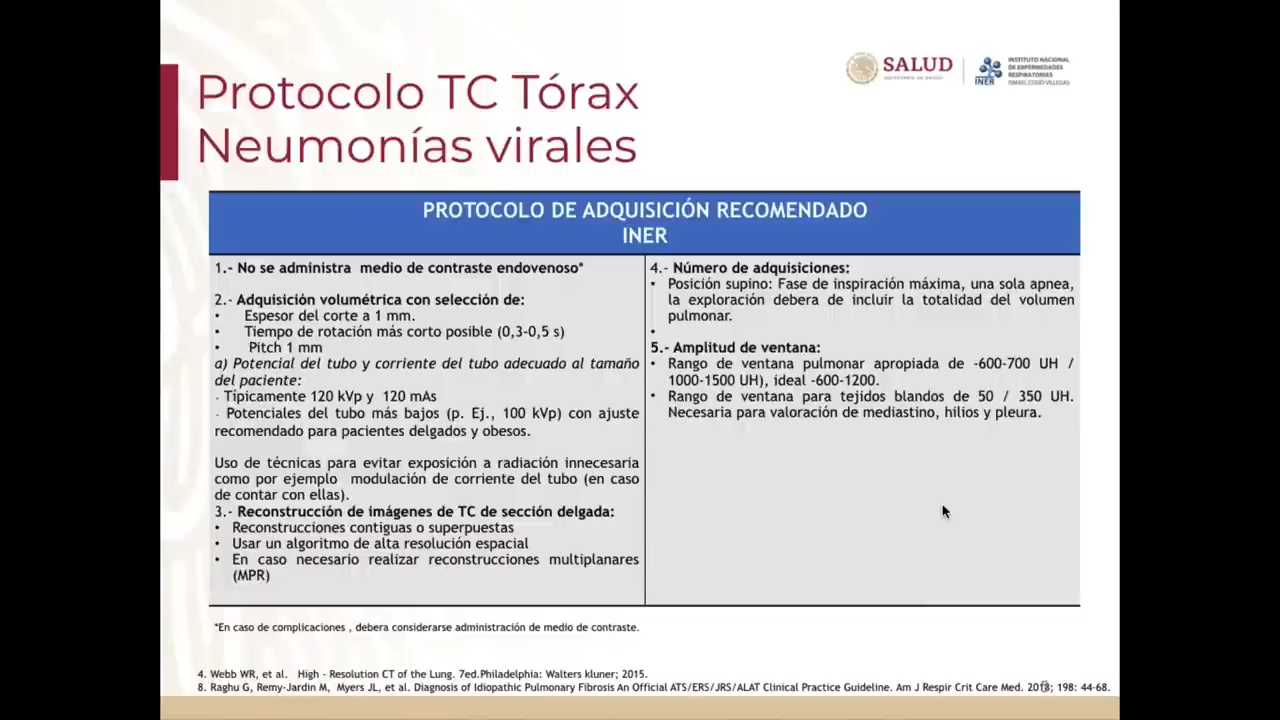 Protocolo TC Tórax
Neumonías virales
SALUD
SECRETARÍA DE SALUD
INER
INSTITUTO NACIONAL
DE ENFERMEDADES
RESPIRATORIAS
ISMAEL COSÍO VILLEGAS
PROTOCOLO DE ADQUISICIÓN RECOMENDADO
INER
1.- No se administra medio de contraste endovenoso*
2.- Adquisición volumétrica con selección de:
• Espesor del corte a 1 mm.
• Tiempo de rotación más corto posible (0,3-0,5 s)
• Pitch 1 mm
a) Potencial del tubo y corriente del tubo adecuado al tamaño
del paciente:
· Típicamente 120 kVp y 120 mAs
· Potenciales del tubo más bajos (p. Ej., 100 kVp) con ajuste
recomendado para pacientes delgados y obesos.
Uso de técnicas para evitar exposición a radiación innecesaria
como por ejemplo modulación de corriente del tubo (en caso
de contar con ellas).
3.- Reconstrucción de imágenes de TC de sección delgada:
• Reconstrucciones contiguas o superpuestas
• Usar un algoritmo de alta resolución espacial
• En caso necesario realizar reconstrucciones multiplanares
(MPR)
4.- Número de adquisiciones:
• Posición supino: Fase de inspiración máxima, una sola apnea,
la exploración debera de incluir la totalidad del volumen
pulmonar.
•
5.- Amplitud de ventana:
• Rango de ventana pulmonar apropiada de -600-700 UH /
1000-1500 UH), ideal -600-1200.
• Rango de ventana para tejidos blandos de 50 / 350 UH.
Necesaria para valoración de mediastino, hilios y pleura.
*En caso de complicaciones , debera considerarse administración de medio de contraste.
4. Webb WR, et al. High - Resolution CT of the Lung. 7ed.Philadelphia: Walters kluner; 2015.
8. Raghu G, Remy-Jardin M, Myers JL, et al. Diagnosis of Idiopathic Pulmonary Fibrosis An Official ATS/ERS/JRS/ALAT Clinical Practice Guideline. Am J Respir Crit Care Med. 2018; 198: 44-68.